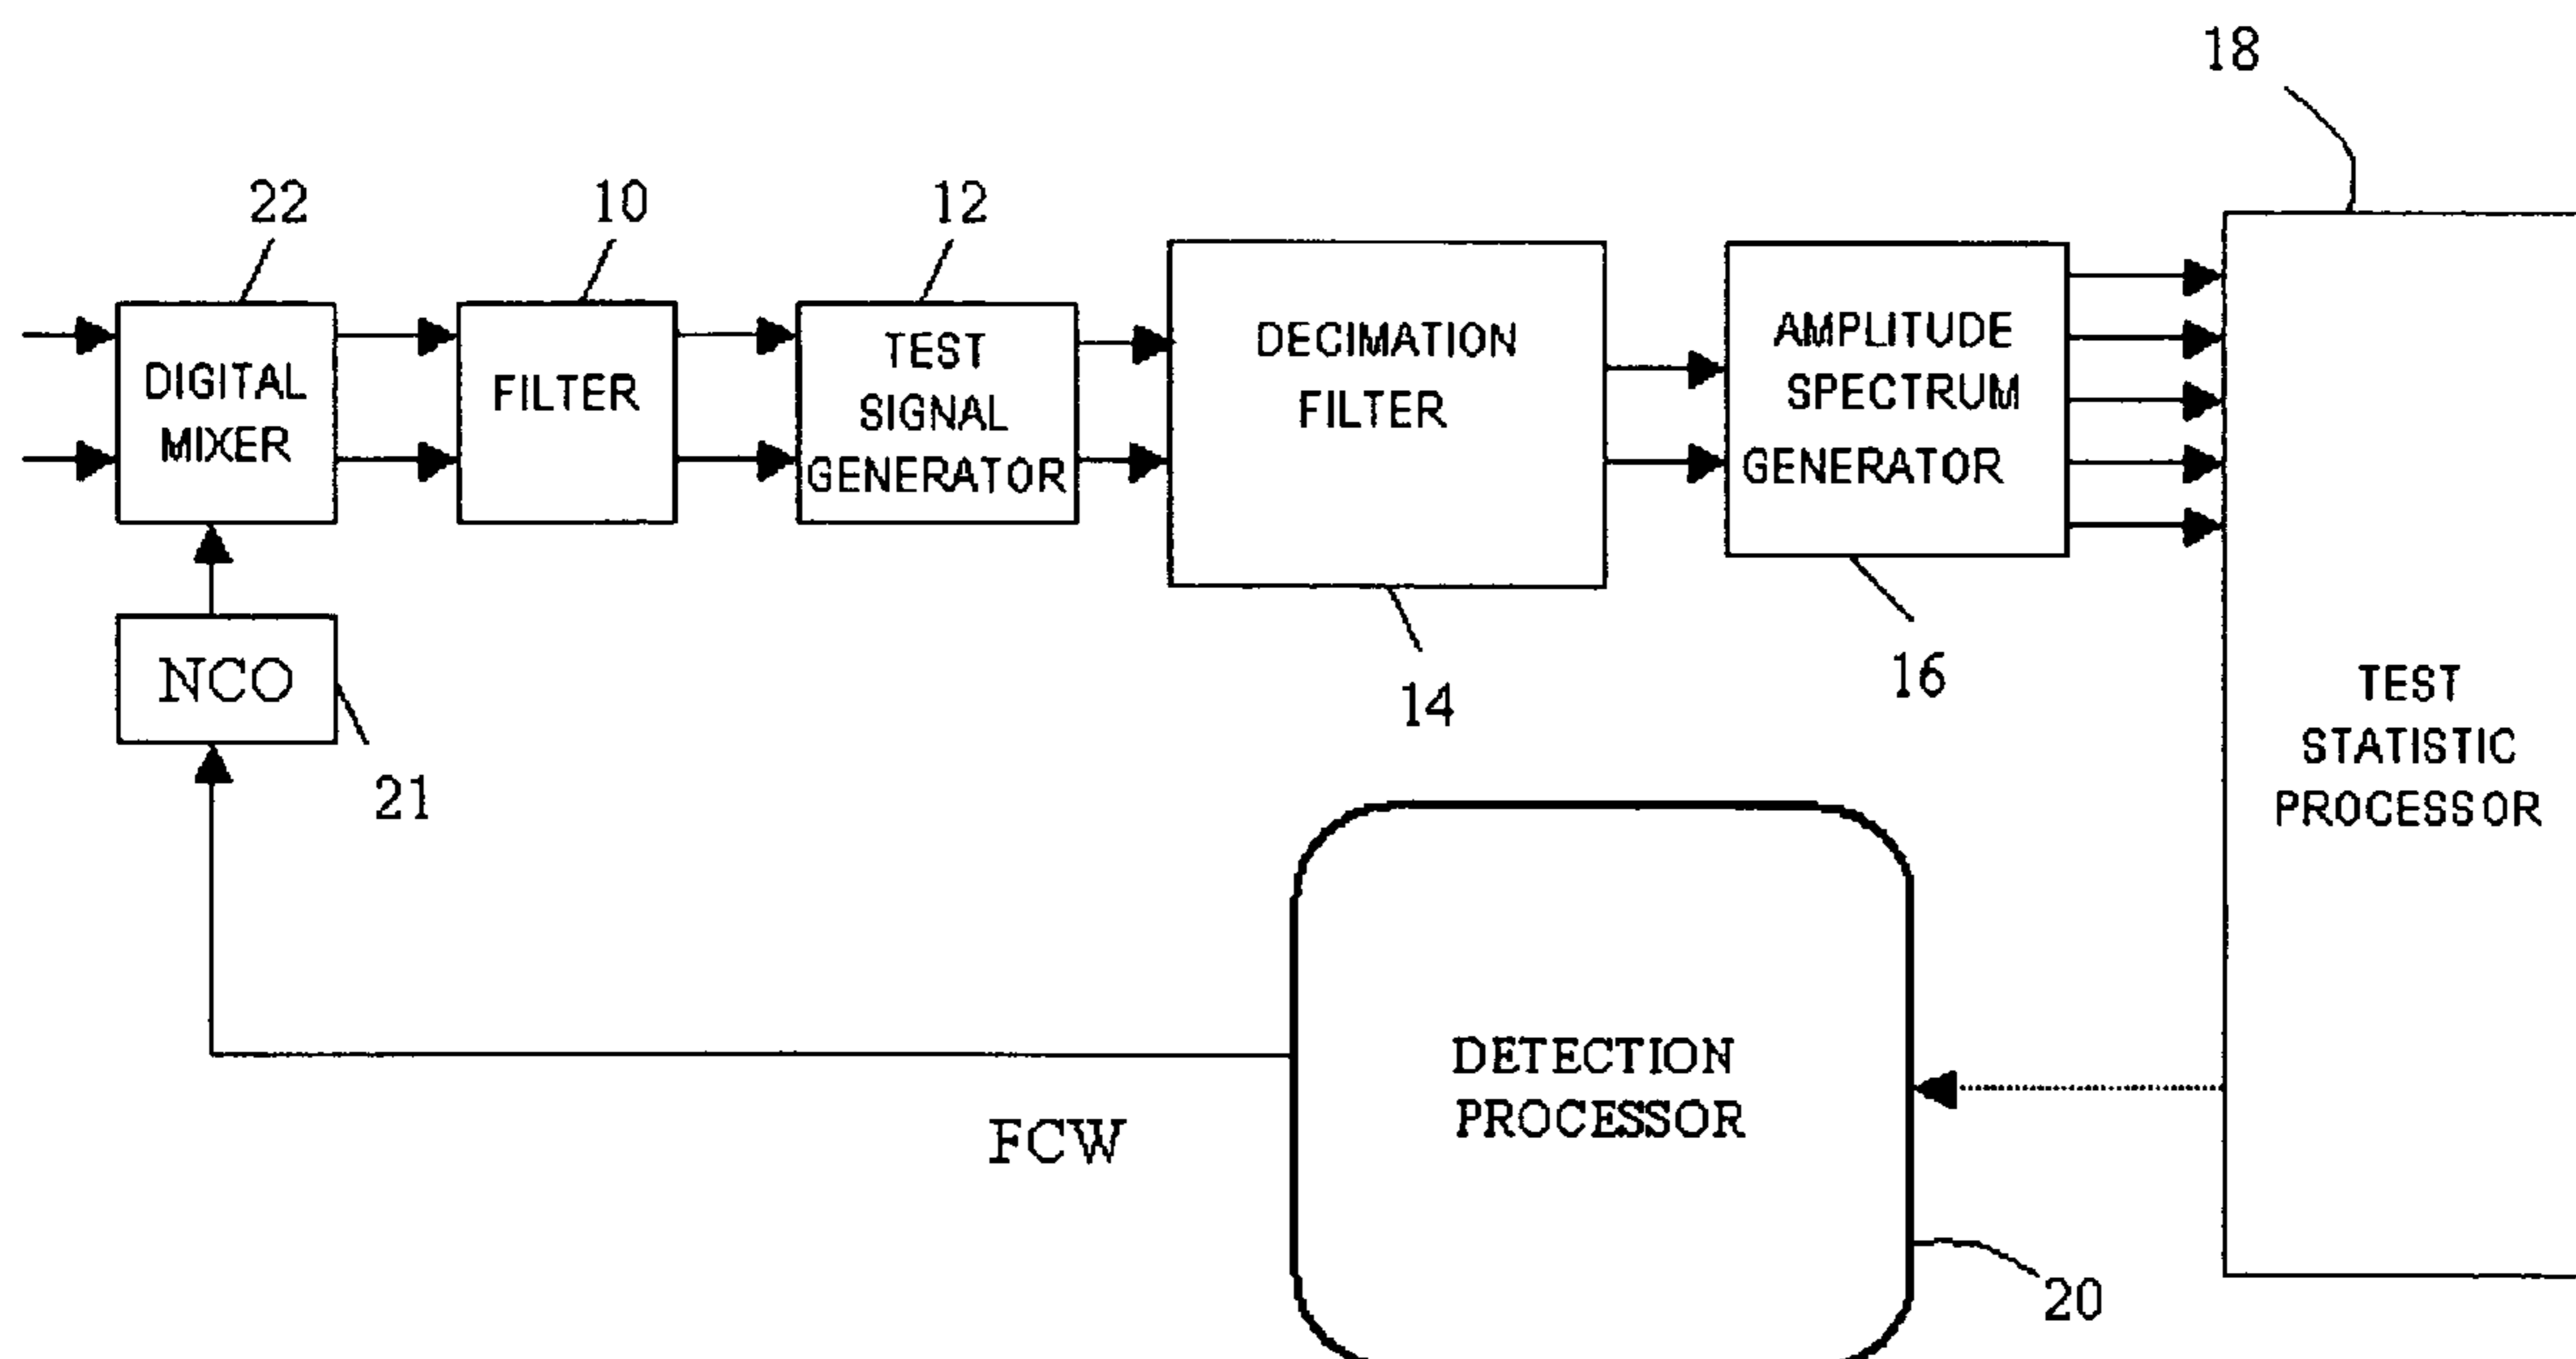 18
22
10
12
DIGITAL
MIXER
FILTER
TEST
SIGNAL
GENERATOR
DECIMATION
FILTER
AMPLITUDE
SPECTRUM
GENERATOR
NCO
21
14
16
TEST
STATISTIC
PROCESSOR
DETECTION
PROCESSOR
FCW
20